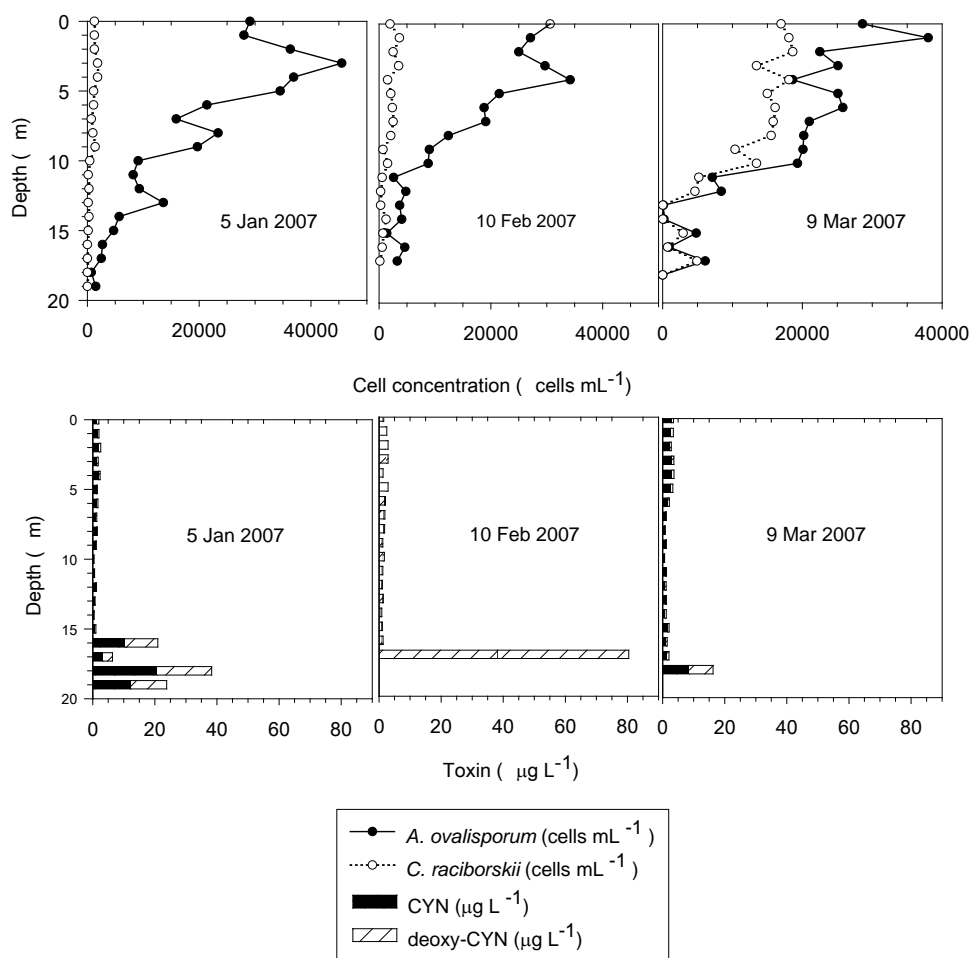 0
5
10
15
20
Depth ( m)
5 Jan 2007
10 Feb 2007
9 Mar 2007
0 20000 40000 0 20000 40000 0 20000 40000
Cell concentration ( cells mL-1)
0
5
10
15
20
Depth ( m)
5 Jan 2007
10 Feb 2007
9 Mar 2007
0 20 40 60 80 0 20 40 60 80 0 20 40 60 80
Toxin ( µg L-1)
A. ovalisporum (cells mL -1)
C. raciborskii (cells mL -1)
CYN (µg L -1)
deoxy-CYN (µg L -1)